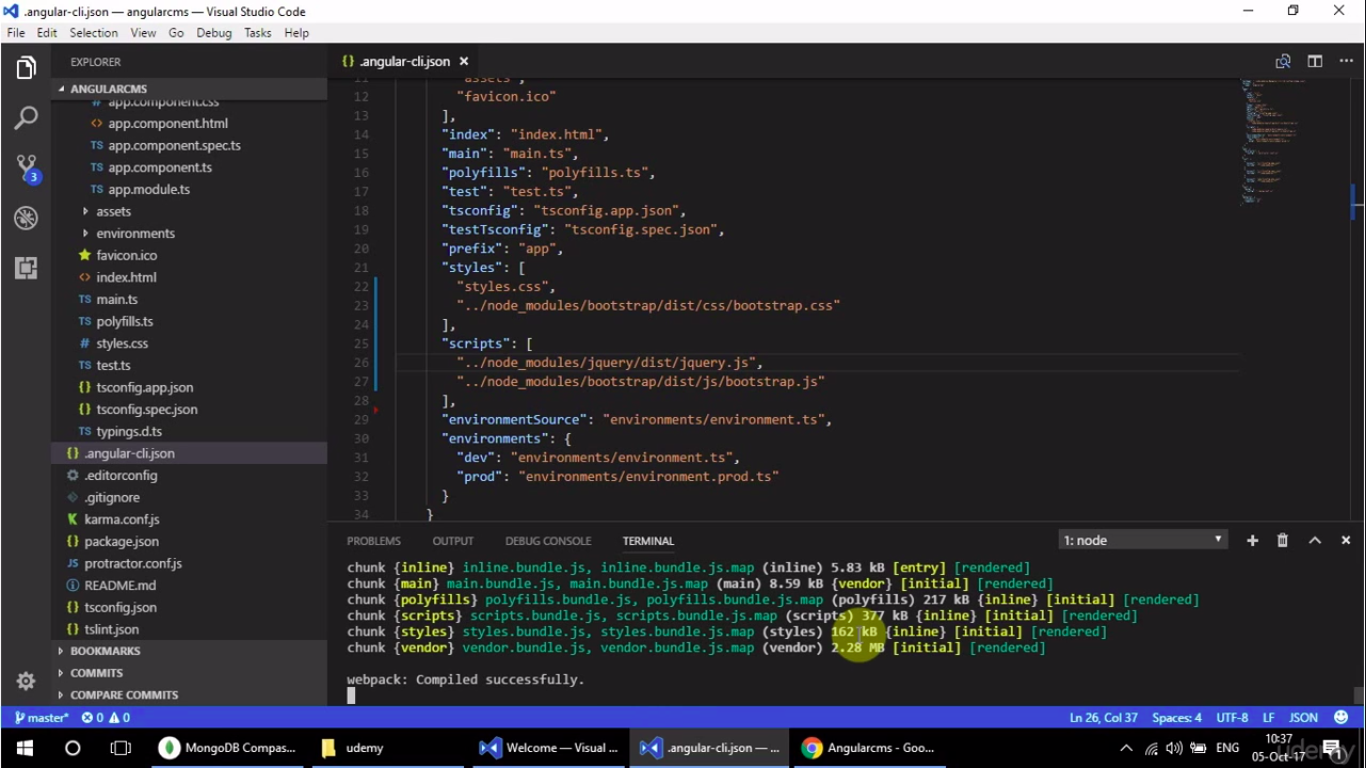 .angular-cli.json — angularcms — Visual Studio Code
File Edit Selection View Go Debug Tasks Help
EXPLORER
ANGULARCMS
app.component.css
app.component.html
app.component.spec.ts
app.component.ts
app.module.ts
assets
environments
favicon.ico
index.html
main.ts
polyfills.ts
styles.css
test.ts
tsconfig.app.json
tsconfig.spec.json
typings.d.ts
.angular-cli.json
.editorconfig
.gitignore
karma.conf.js
package.json
protractor.conf.js
README.md
tsconfig.json
tslint.json
BOOKMARKS
COMMITS
COMPARE COMMITS
3
{} .angular-cli.json ×
11 "assets",
12 "favicon.ico"
13 ],
14 "index": "index.html",
15 "main": "main.ts",
16 "polyfills": "polyfills.ts",
17 "test": "test.ts",
18 "tsconfig": "tsconfig.app.json",
19 "testTsconfig": "tsconfig.spec.json",
20 "prefix": "app",
21 "styles": [
22 "styles.css",
23 "../node_modules/bootstrap/dist/css/bootstrap.css"
24 ],
25 "scripts": [
26 "../node_modules/jquery/dist/jquery.js",
27 "../node_modules/bootstrap/dist/js/bootstrap.js"
28 ],
29 "environmentSource": "environments/environment.ts",
30 "environments": {
31 "dev": "environments/environment.ts",
32 "prod": "environments/environment.prod.ts"
33 }
34 }
PROBLEMS OUTPUT DEBUG CONSOLE TERMINAL 1: node
chunk {inline} inline.bundle.js, inline.bundle.js.map (inline) 5.83 kB [entry] [rendered]
chunk {main} main.bundle.js, main.bundle.js.map (main) 8.59 kB {vendor} [initial] [rendered]
chunk {polyfills} polyfills.bundle.js, polyfills.bundle.js.map (polyfills) 217 kB {inline} [initial] [rendered]
chunk {scripts} scripts.bundle.js, scripts.bundle.js.map (scripts) 377 kB {inline} [initial] [rendered]
chunk {styles} styles.bundle.js, styles.bundle.js.map (styles) 162 kB {inline} [initial] [rendered]
chunk {vendor} vendor.bundle.js, vendor.bundle.js.map (vendor) 2.28 MB [initial] [rendered]
webpack: Compiled successfully.
master* 0 0 Ln 26, Col 37 Spaces: 4 UTF-8 LF JSON
MongoDB Compas... udemy Welcome — Visual ... .angular-cli.json — ... Angularcms - Goo... ENG 10:37
05-Oct-17
udemy
1